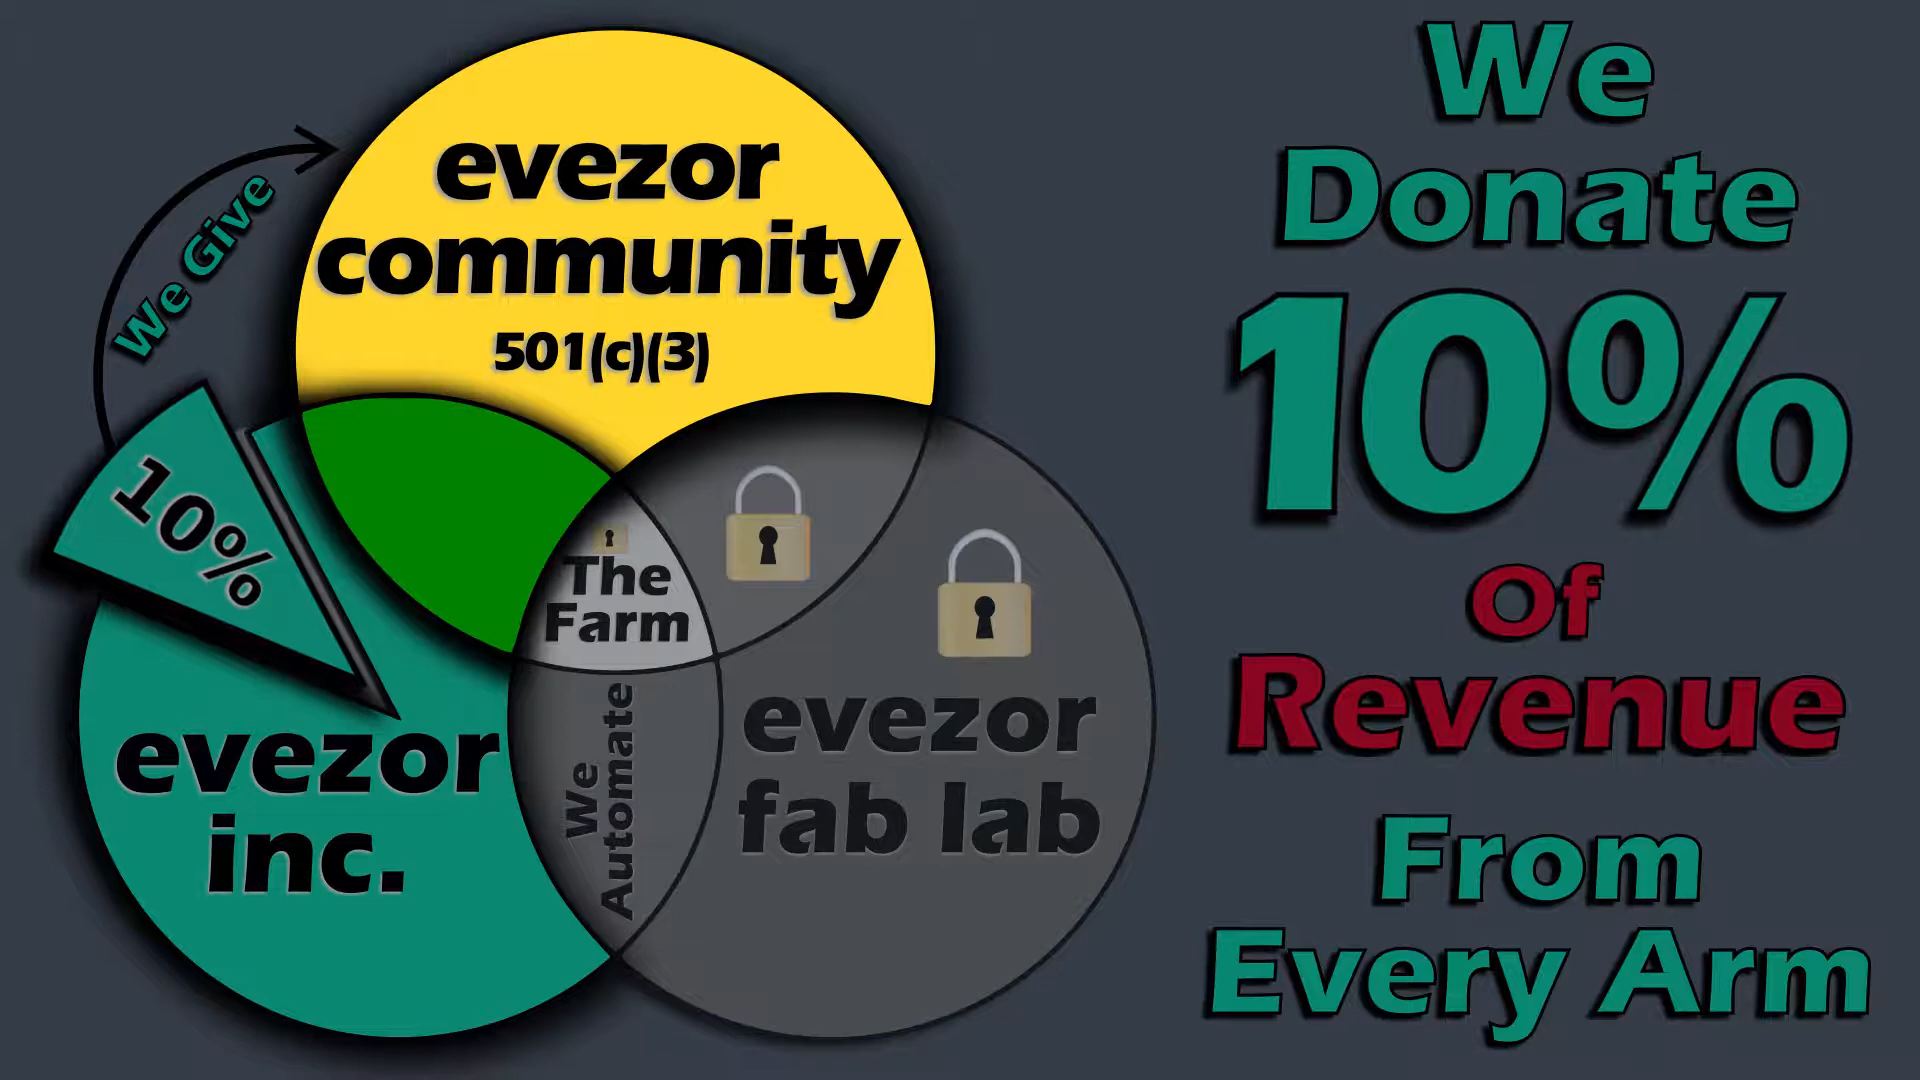 We Give
evezor
community
501(c)(3)
10%
The
Farm
We
Automate
evezor
inc.
evezor
fab lab
We
Donate
10%
Of
Revenue
From
Every Arm